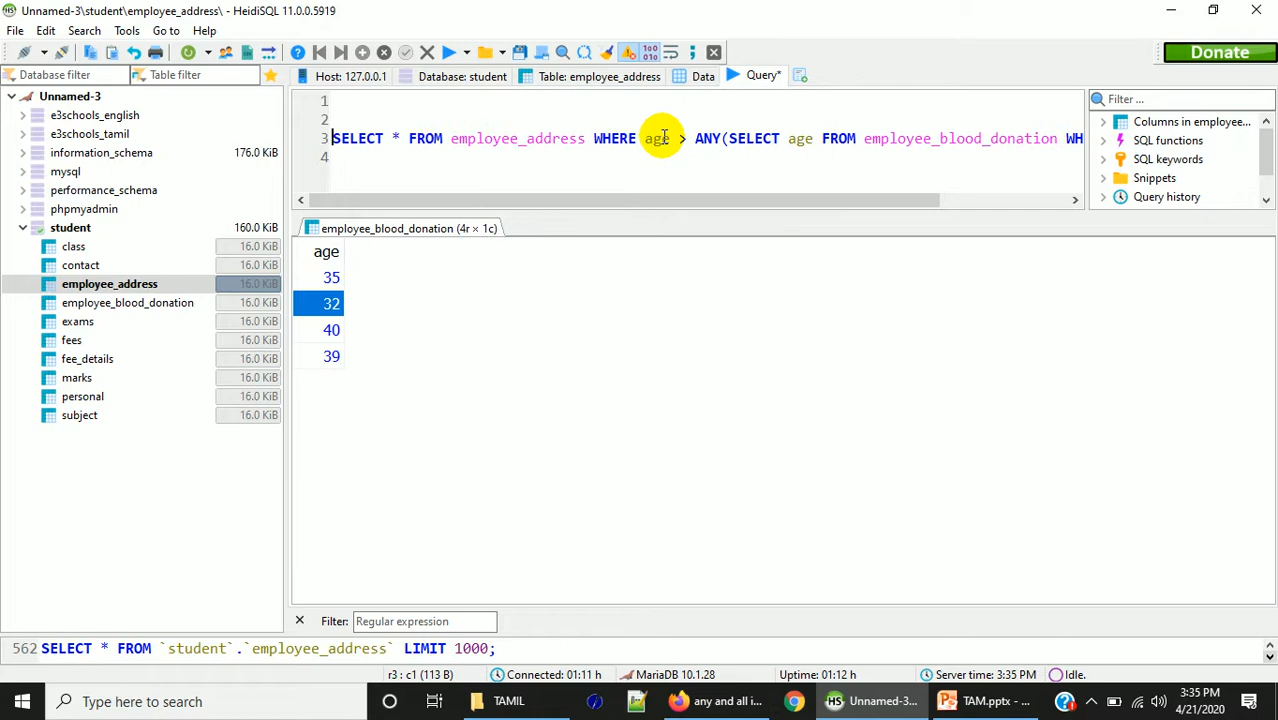 Unnamed-3\student\employee_address\ - HeidiSQL 11.0.0.5919
File Edit Search Tools Go to Help
Donate
Database filter Table filter Host: 127.0.0.1 Database: student Table: employee_address Data Query*
Unnamed-3
e3schools_english
e3schools_tamil
information_schema 176.0 KiB
mysql
performance_schema
phpmyadmin
student 160.0 KiB
class 16.0 KiB
contact 16.0 KiB
employee_address 16.0 KiB
employee_blood_donation 16.0 KiB
exams 16.0 KiB
fees 16.0 KiB
fee_details 16.0 KiB
marks 16.0 KiB
personal 16.0 KiB
subject 16.0 KiB
1
2
3 SELECT * FROM employee_address WHERE age > ANY(SELECT age FROM employee_blood_donation WH
4
Filter ...
Columns in employee...
SQL functions
SQL keywords
Snippets
Query history
employee_blood_donation (4r × 1c)
age
35
32
40
39
Filter: Regular expression
562 SELECT * FROM `student`.`employee_address` LIMIT 1000;
r3 : c1 (113 B) Connected: 01:11 h MariaDB 10.1.28 Uptime: 01:12 h Server time: 3:35 PM Idle.
Type here to search TAMIL any and all i... Unnamed-3... TAM.pptx - ... 3:35 PM
4/21/2020